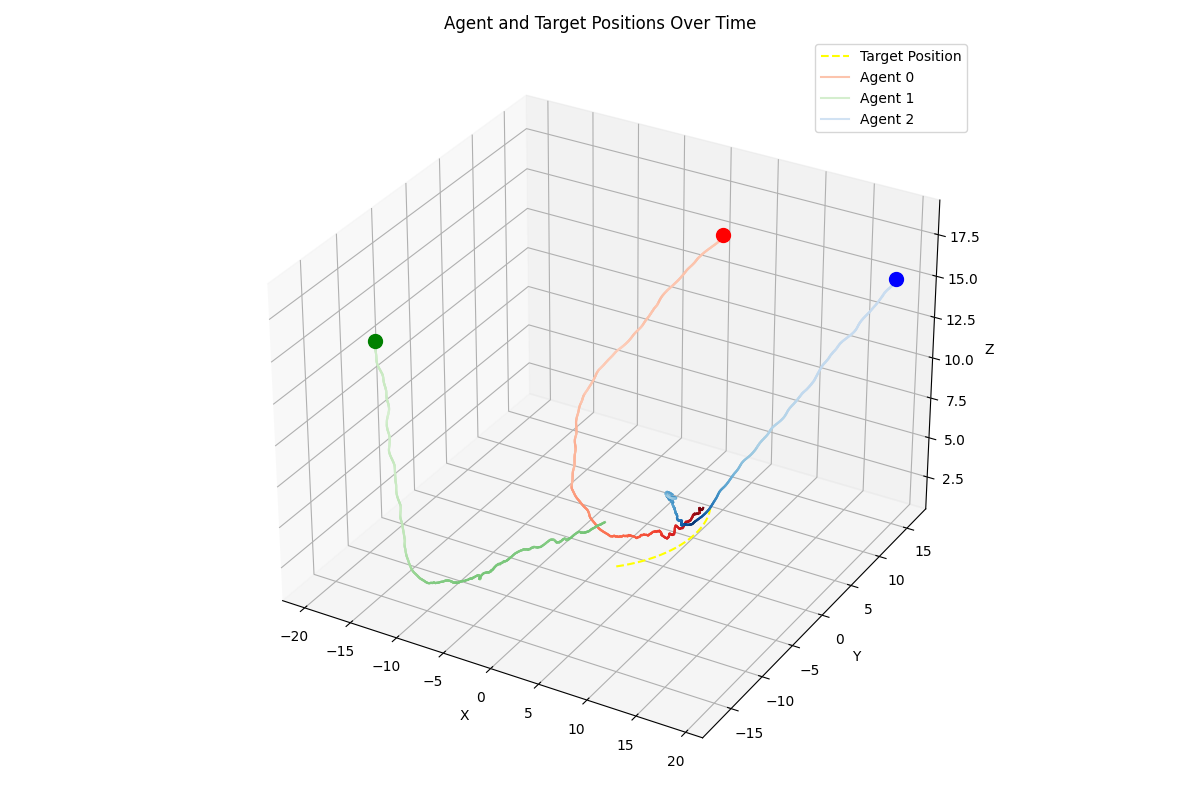 Agent and Target Positions Over Time
Target Position
Agent 0
Agent 1
Agent 2
17.5
15.0
12.5
10.0
7.5
5.0
2.5
Z
15
10
5
0
−5
−10
−15
Y
−20
−15
−10
−5
0
5
10
15
20
X